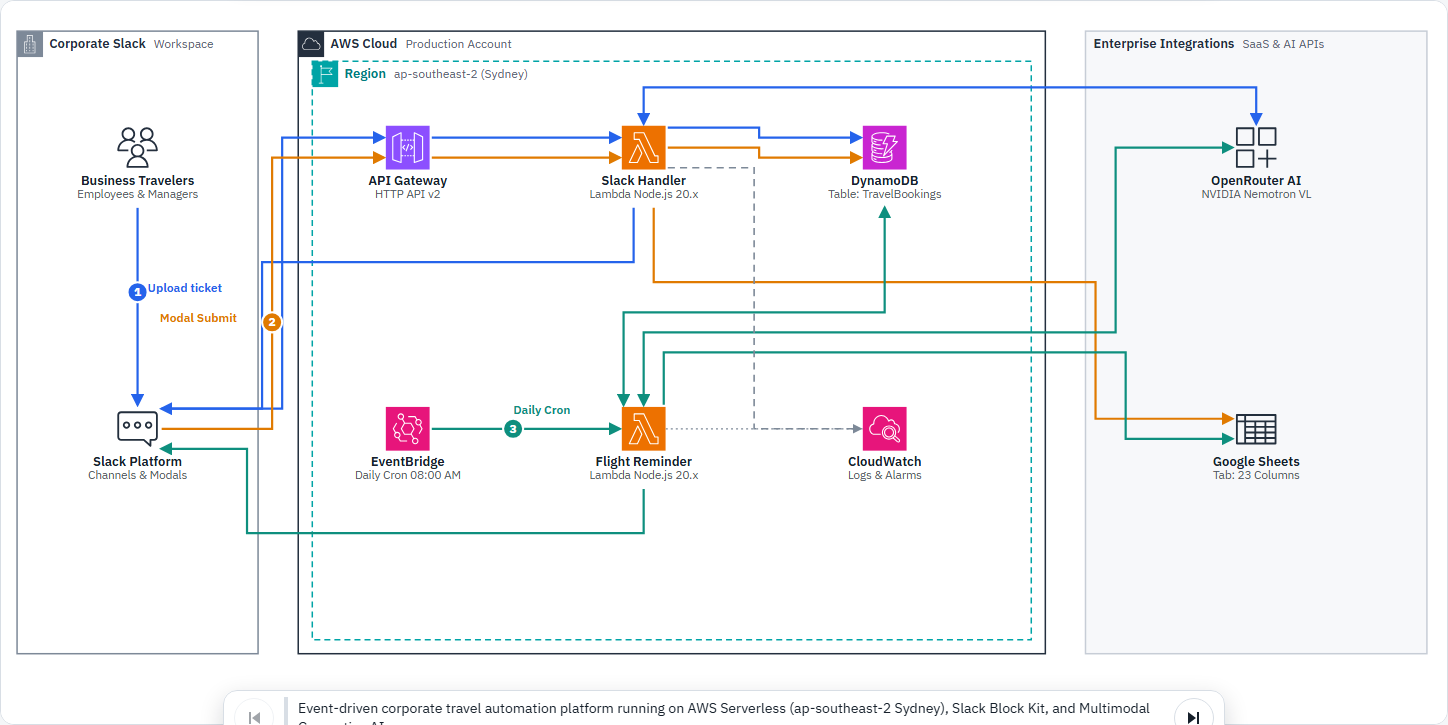 Corporate Slack Workspace
AWS Cloud Production Account
Enterprise Integrations SaaS & AI APIs
Region ap-southeast-2 (Sydney)
Business Travelers
Employees & Managers
API Gateway
HTTP API v2
Slack Handler
Lambda Node.js 20.x
DynamoDB
Table: TravelBookings
OpenRouter AI
NVIDIA Nemotron VL
1 Upload ticket
Modal Submit 2
Daily Cron
3
Slack Platform
Channels & Modals
EventBridge
Daily Cron 08:00 AM
Flight Reminder
Lambda Node.js 20.x
CloudWatch
Logs & Alarms
Google Sheets
Tab: 23 Columns
Event-driven corporate travel automation platform running on AWS Serverless (ap-southeast-2 Sydney), Slack Block Kit, and Multimodal